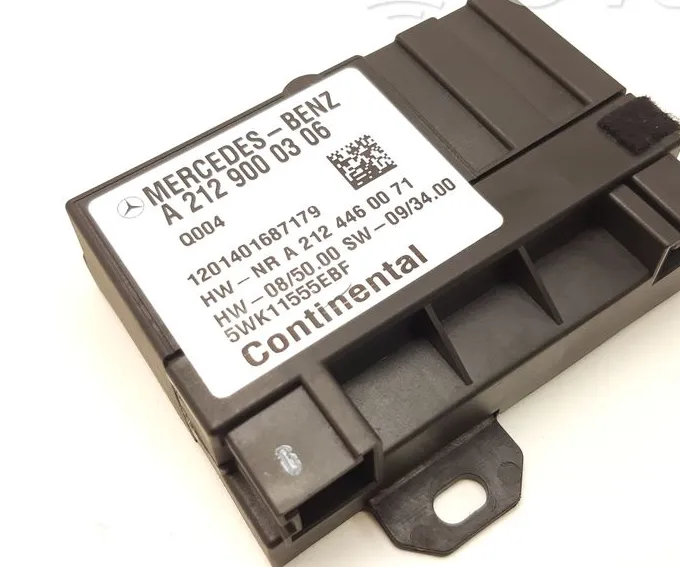 MERCEDES-BENZ
A 212 900 03 06
Q004
1201401687179
HW-NR A 212 446 00 71
HW-08/50.00 SW-09/34.00
5WK11555EBF
Continental